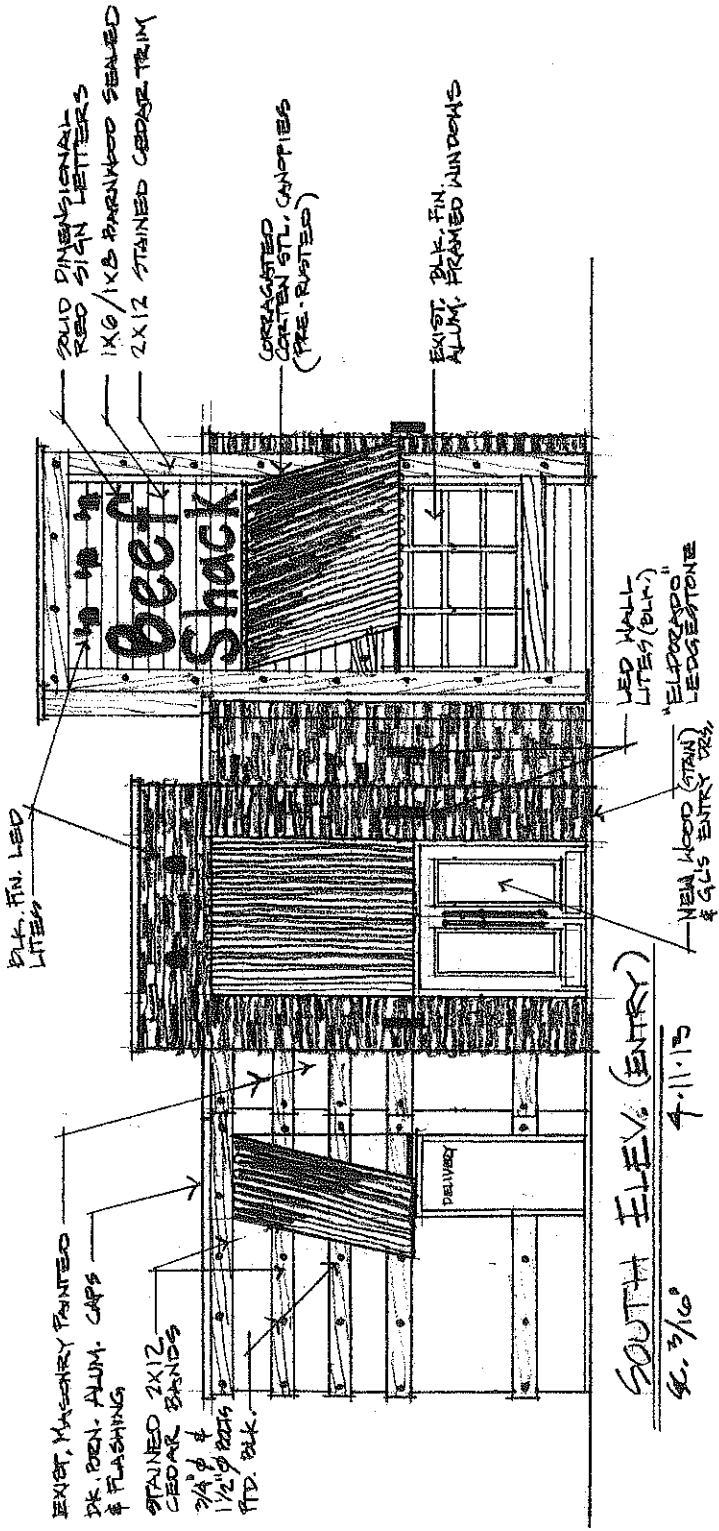 EXIST. MASONRY PAINTED
DK. BRN. ALUM. CAPS
& FLASHING
STAINED 2X12
CEDAR BANDS
3/4" ⌀ &
1 1/2" ⌀ BOLTS
PTD. BLK.
BLK. FIN. LED
LITES
SOLID DIMENSIONAL
RED SIGN LETTERS
1X6/1X8 BARNWOOD SEALED
2X12 STAINED CEDAR TRIM
CORRAGATED
CORTEN STL. CANOPIES
(PRE-RUSTED)
EXIST. BLK. FIN.
ALUM. FRAMED WINDOWS
Beef
Shack
DELIVERY
LED WALL
LITES (BLK.)
"ELDORADO"
LEDGESTONE
NEW WOOD (STAIN)
& GLS ENTRY DRS.
SOUTH ELEV. (ENTRY)
SC. 3/16" 4.11.13